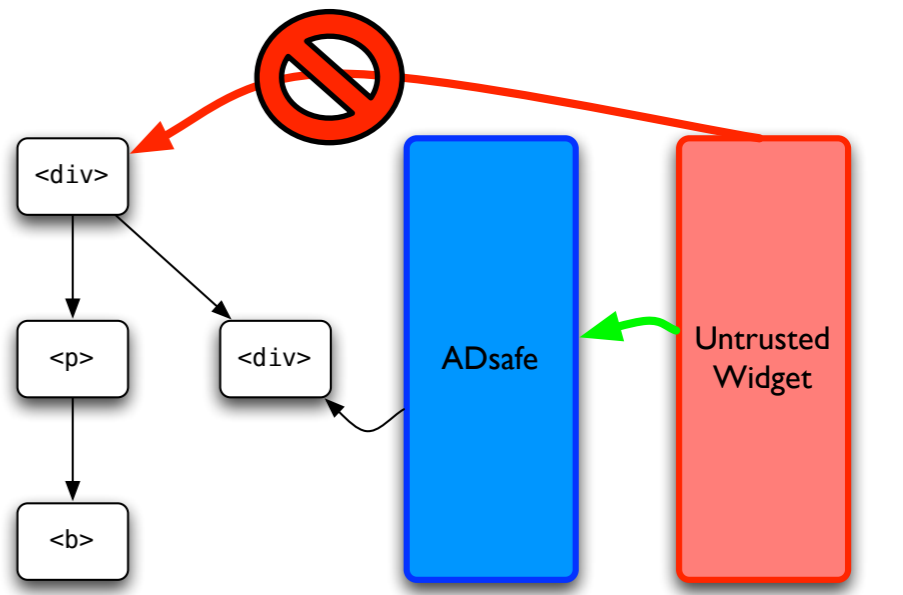 <div>
<p>
<div>
ADsafe
Untrusted
Widget
<b>